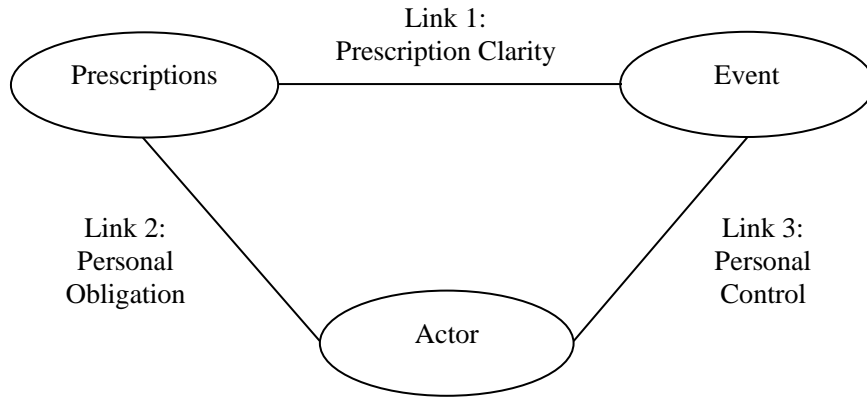 Link 1:
Prescription Clarity
Prescriptions
Event
Link 2:
Personal
Obligation
Link 3:
Personal
Control
Actor